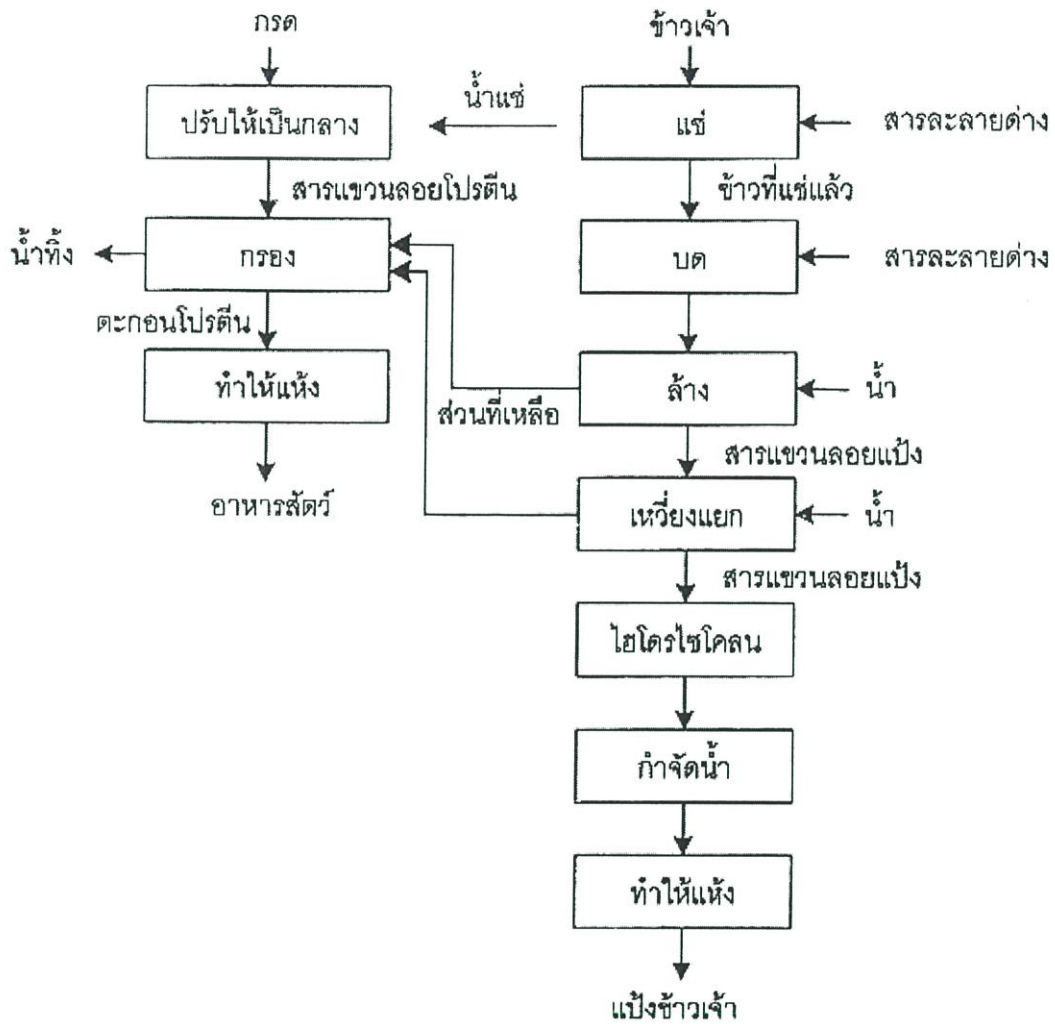 กรด
ข้าวเจ้า
ปรับให้เป็นกลาง
น้ำแช่
แช่
สารละลายด่าง
สารแขวนลอยโปรตีน
ข้าวที่แช่แล้ว
น้ำทิ้ง
กรอง
บด
สารละลายด่าง
ตะกอนโปรตีน
ทำให้แห้ง
ส่วนที่เหลือ
ล้าง
น้ำ
สารแขวนลอยแป้ง
อาหารสัตว์
เหวี่ยงแยก
น้ำ
สารแขวนลอยแป้ง
ไฮโดรไซโคลน
กำจัดน้ำ
ทำให้แห้ง
แป้งข้าวเจ้า